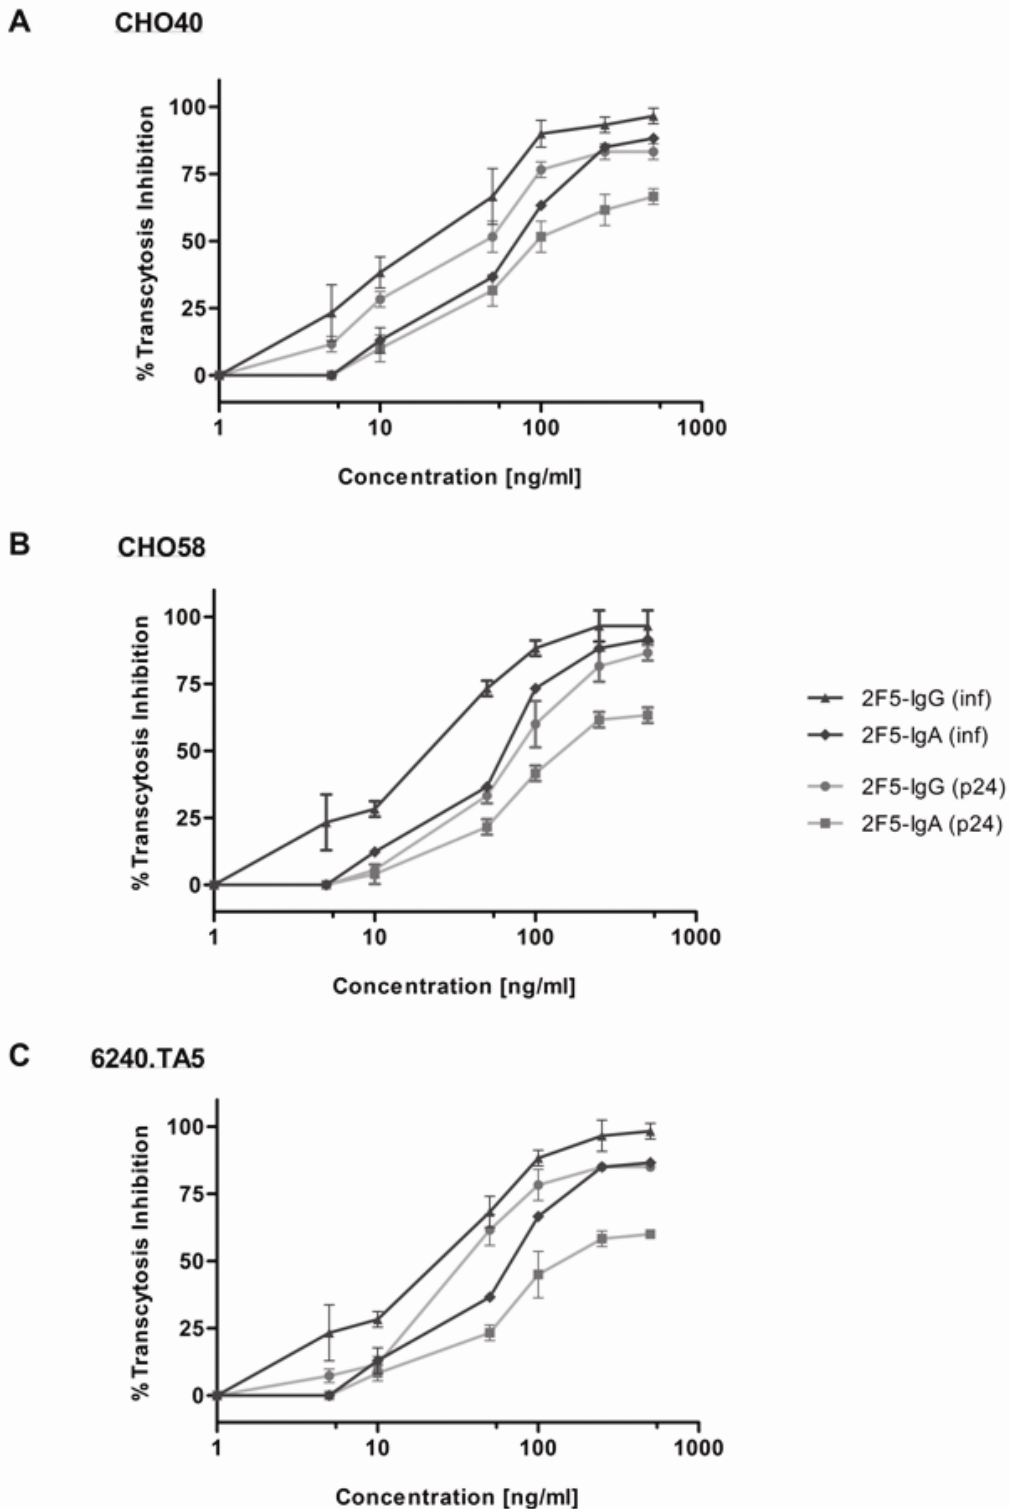 A CHO40
% Transcytosis Inhibition
100
75
50
25
0
1 10 100 1000
Concentration [ng/ml]
B CHO58
% Transcytosis Inhibition
100
75
50
25
0
1 10 100 1000
Concentration [ng/ml]
2F5-IgG (inf)
2F5-IgA (inf)
2F5-IgG (p24)
2F5-IgA (p24)
C 6240.TA5
% Transcytosis Inhibition
100
75
50
25
0
1 10 100 1000
Concentration [ng/ml]